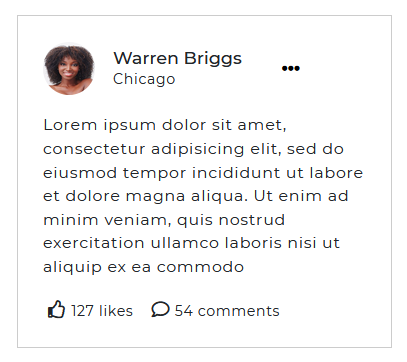 Warren Briggs
Chicago
Lorem ipsum dolor sit amet,
consectetur adipisicing elit, sed do
eiusmod tempor incididunt ut labore
et dolore magna aliqua. Ut enim ad
minim veniam, quis nostrud
exercitation ullamco laboris nisi ut
aliquip ex ea commodo
127 likes 54 comments